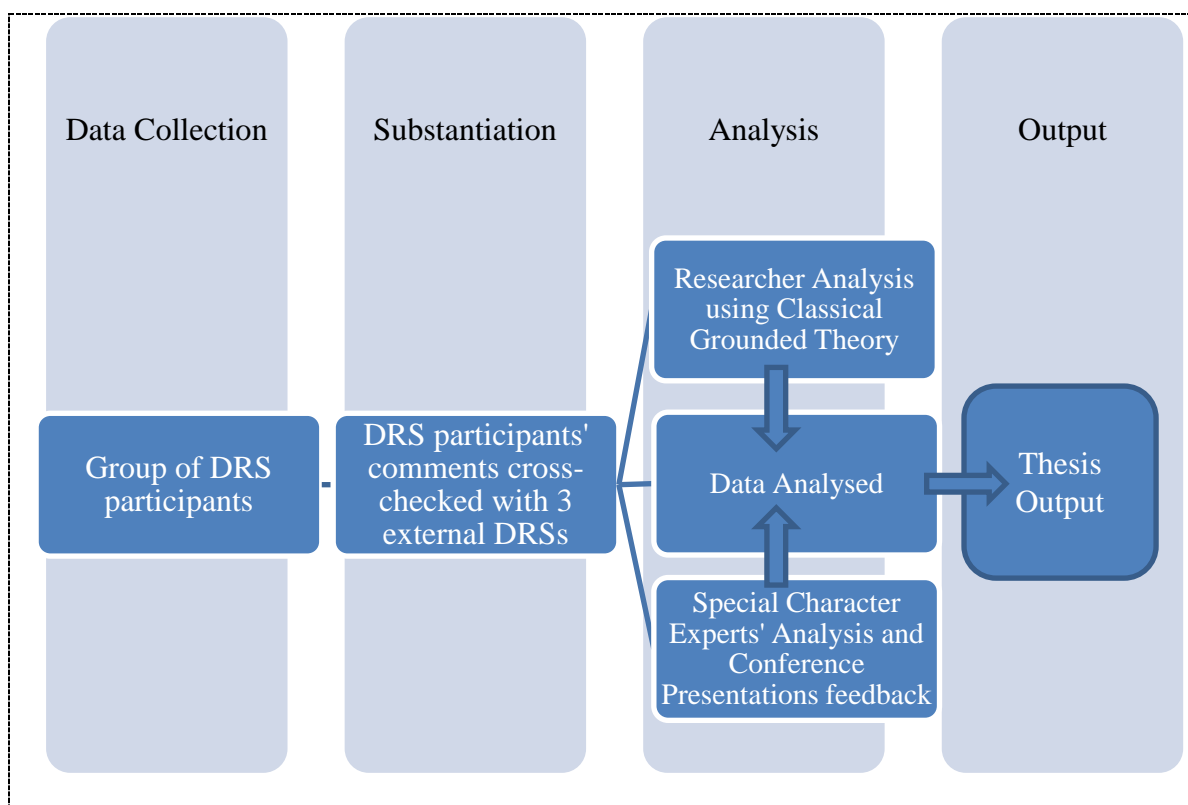 Data Collection
Substantiation
Analysis
Output
Group of DRS
participants
DRS participants'
comments cross-
checked with 3
external DRSs
Researcher Analysis
using Classical
Grounded Theory
Data Analysed
Special Character
Experts' Analysis and
Conference
Presentations feedback
Thesis
Output